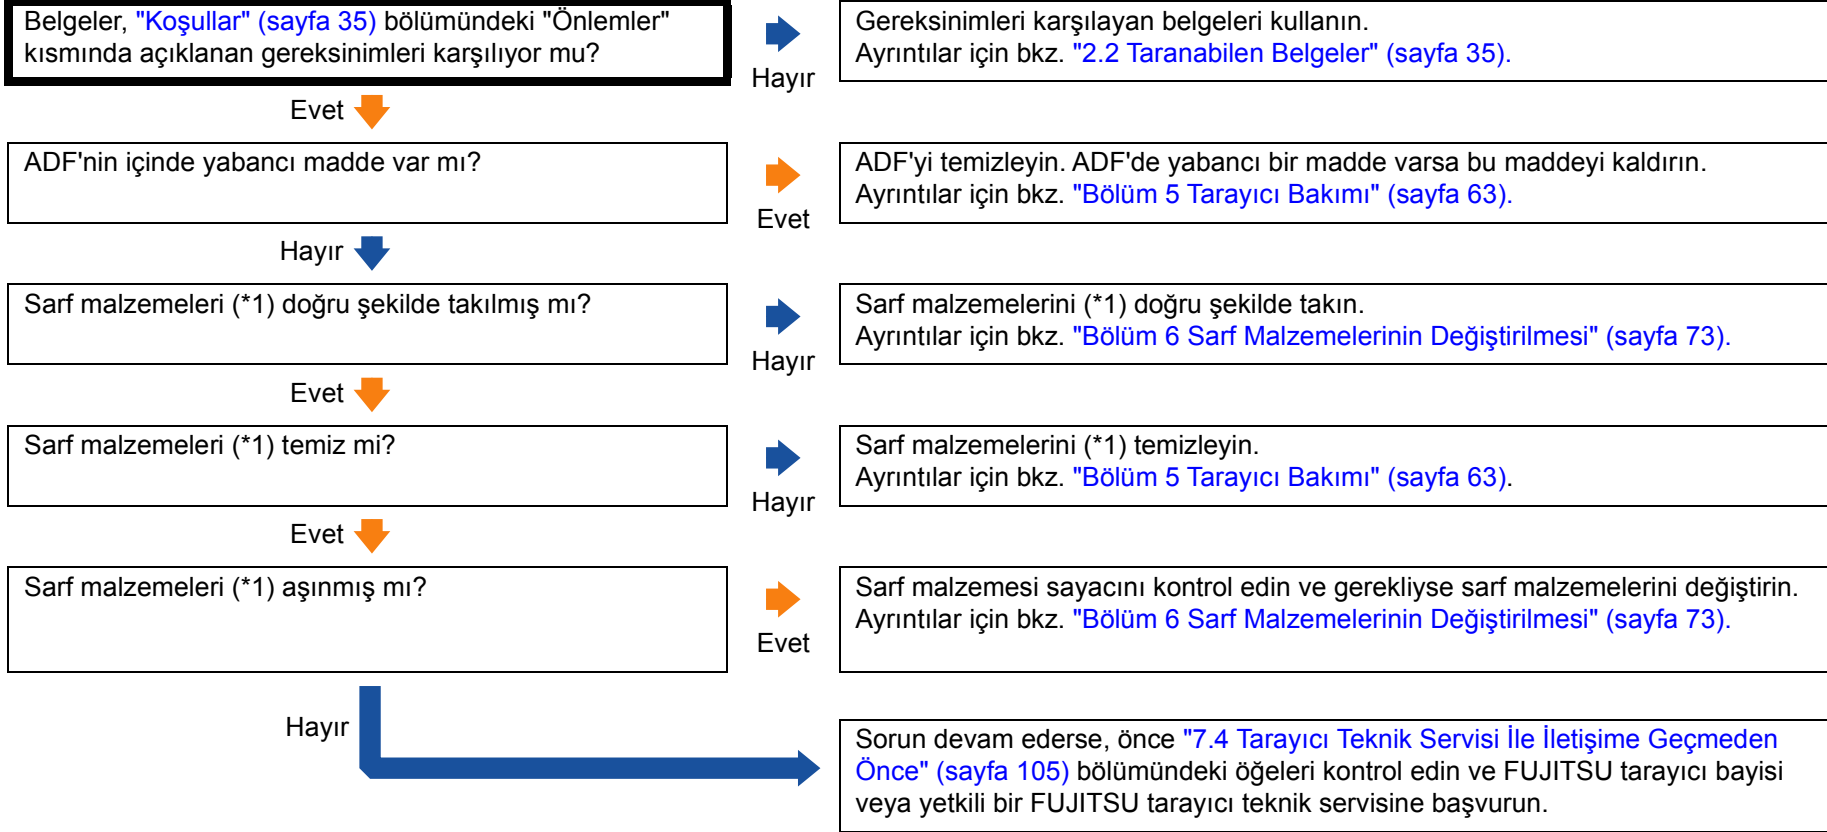 Belgeler, "Koşullar" (sayfa 35) bölümündeki "Önlemler"
kısmında açıklanan gereksinimleri karşılıyor mu?
Hayır
Gereksinimleri karşılayan belgeleri kullanın.
Ayrıntılar için bkz. "2.2 Taranabilen Belgeler" (sayfa 35).
Evet
ADF'nin içinde yabancı madde var mı?
Evet
ADF'yi temizleyin. ADF'de yabancı bir madde varsa bu maddeyi kaldırın.
Ayrıntılar için bkz. "Bölüm 5 Tarayıcı Bakımı" (sayfa 63).
Hayır
Sarf malzemeleri (*1) doğru şekilde takılmış mı?
Hayır
Sarf malzemelerini (*1) doğru şekilde takın.
Ayrıntılar için bkz. "Bölüm 6 Sarf Malzemelerinin Değiştirilmesi" (sayfa 73).
Evet
Sarf malzemeleri (*1) temiz mi?
Hayır
Sarf malzemelerini (*1) temizleyin.
Ayrıntılar için bkz. "Bölüm 5 Tarayıcı Bakımı" (sayfa 63).
Evet
Sarf malzemeleri (*1) aşınmış mı?
Evet
Sarf malzemesi sayacını kontrol edin ve gerekliyse sarf malzemelerini değiştirin.
Ayrıntılar için bkz. "Bölüm 6 Sarf Malzemelerinin Değiştirilmesi" (sayfa 73).
Hayır
Sorun devam ederse, önce "7.4 Tarayıcı Teknik Servisi İle İletişime Geçmeden
Önce" (sayfa 105) bölümündeki öğeleri kontrol edin ve FUJITSU tarayıcı bayisi
veya yetkili bir FUJITSU tarayıcı teknik servisine başvurun.